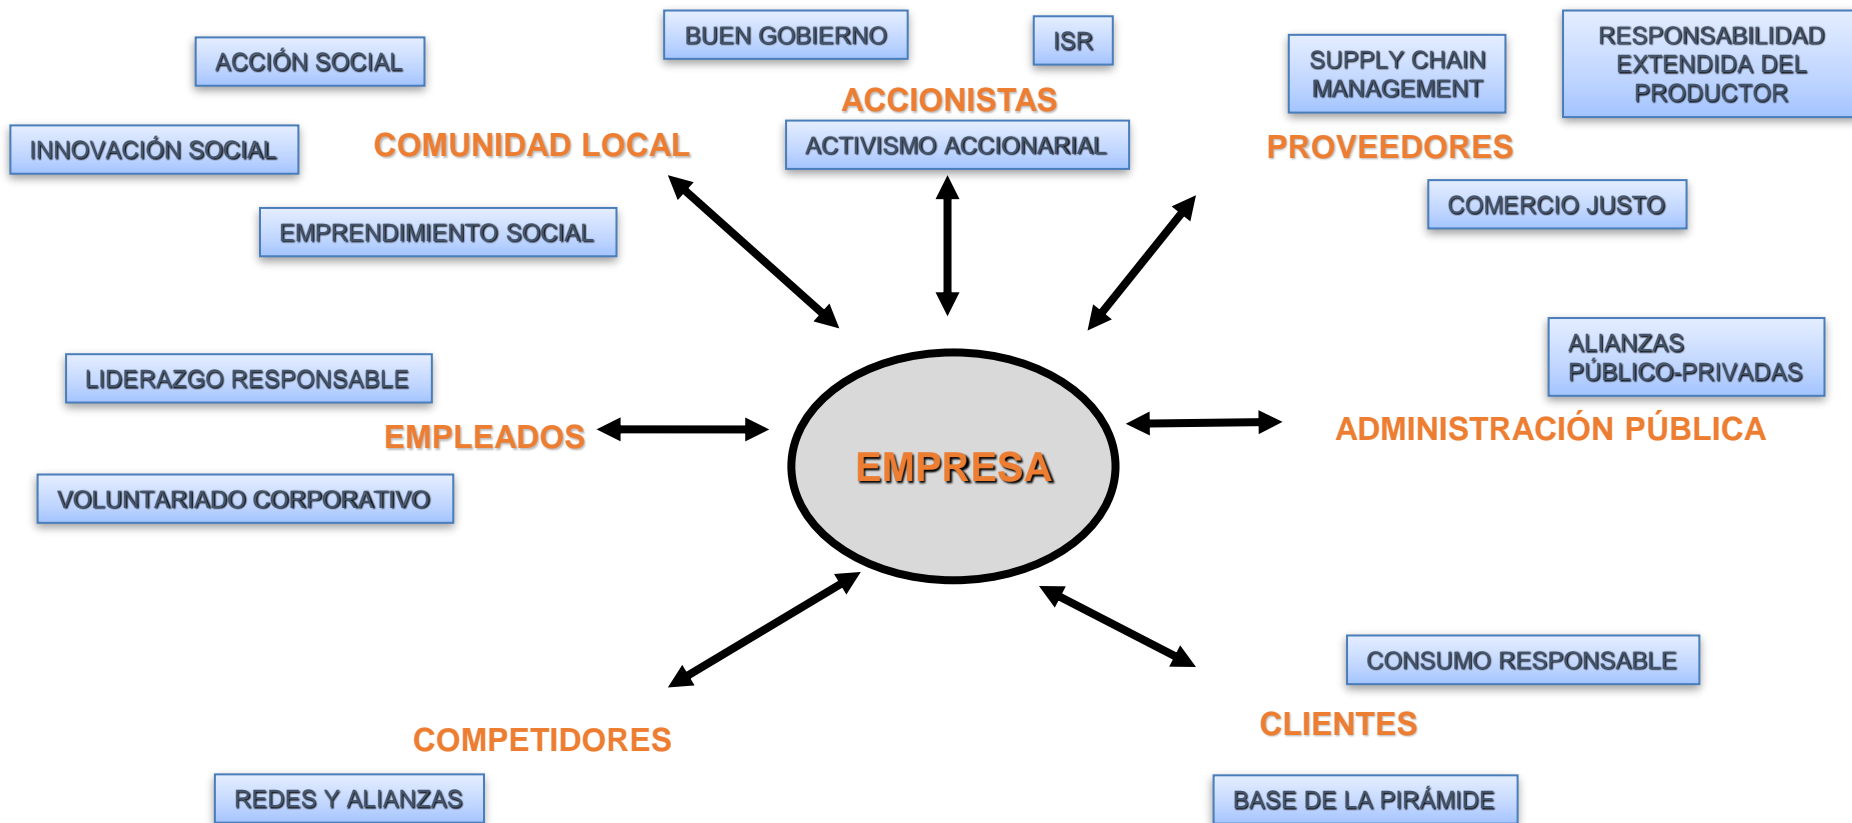 BUEN GOBIERNO
ISR
ACCIÓN SOCIAL
SUPPLY CHAIN
MANAGEMENT
RESPONSABILIDAD
EXTENDIDA DEL
PRODUCTOR
ACCIONISTAS
INNOVACIÓN SOCIAL
COMUNIDAD LOCAL
ACTIVISMO ACCIONARIAL
PROVEEDORES
EMPRENDIMIENTO SOCIAL
COMERCIO JUSTO
LIDERAZGO RESPONSABLE
ALIANZAS
PÚBLICO-PRIVADAS
EMPLEADOS
ADMINISTRACIÓN PÚBLICA
EMPRESA
VOLUNTARIADO CORPORATIVO
CONSUMO RESPONSABLE
COMPETIDORES
CLIENTES
REDES Y ALIANZAS
BASE DE LA PIRÁMIDE